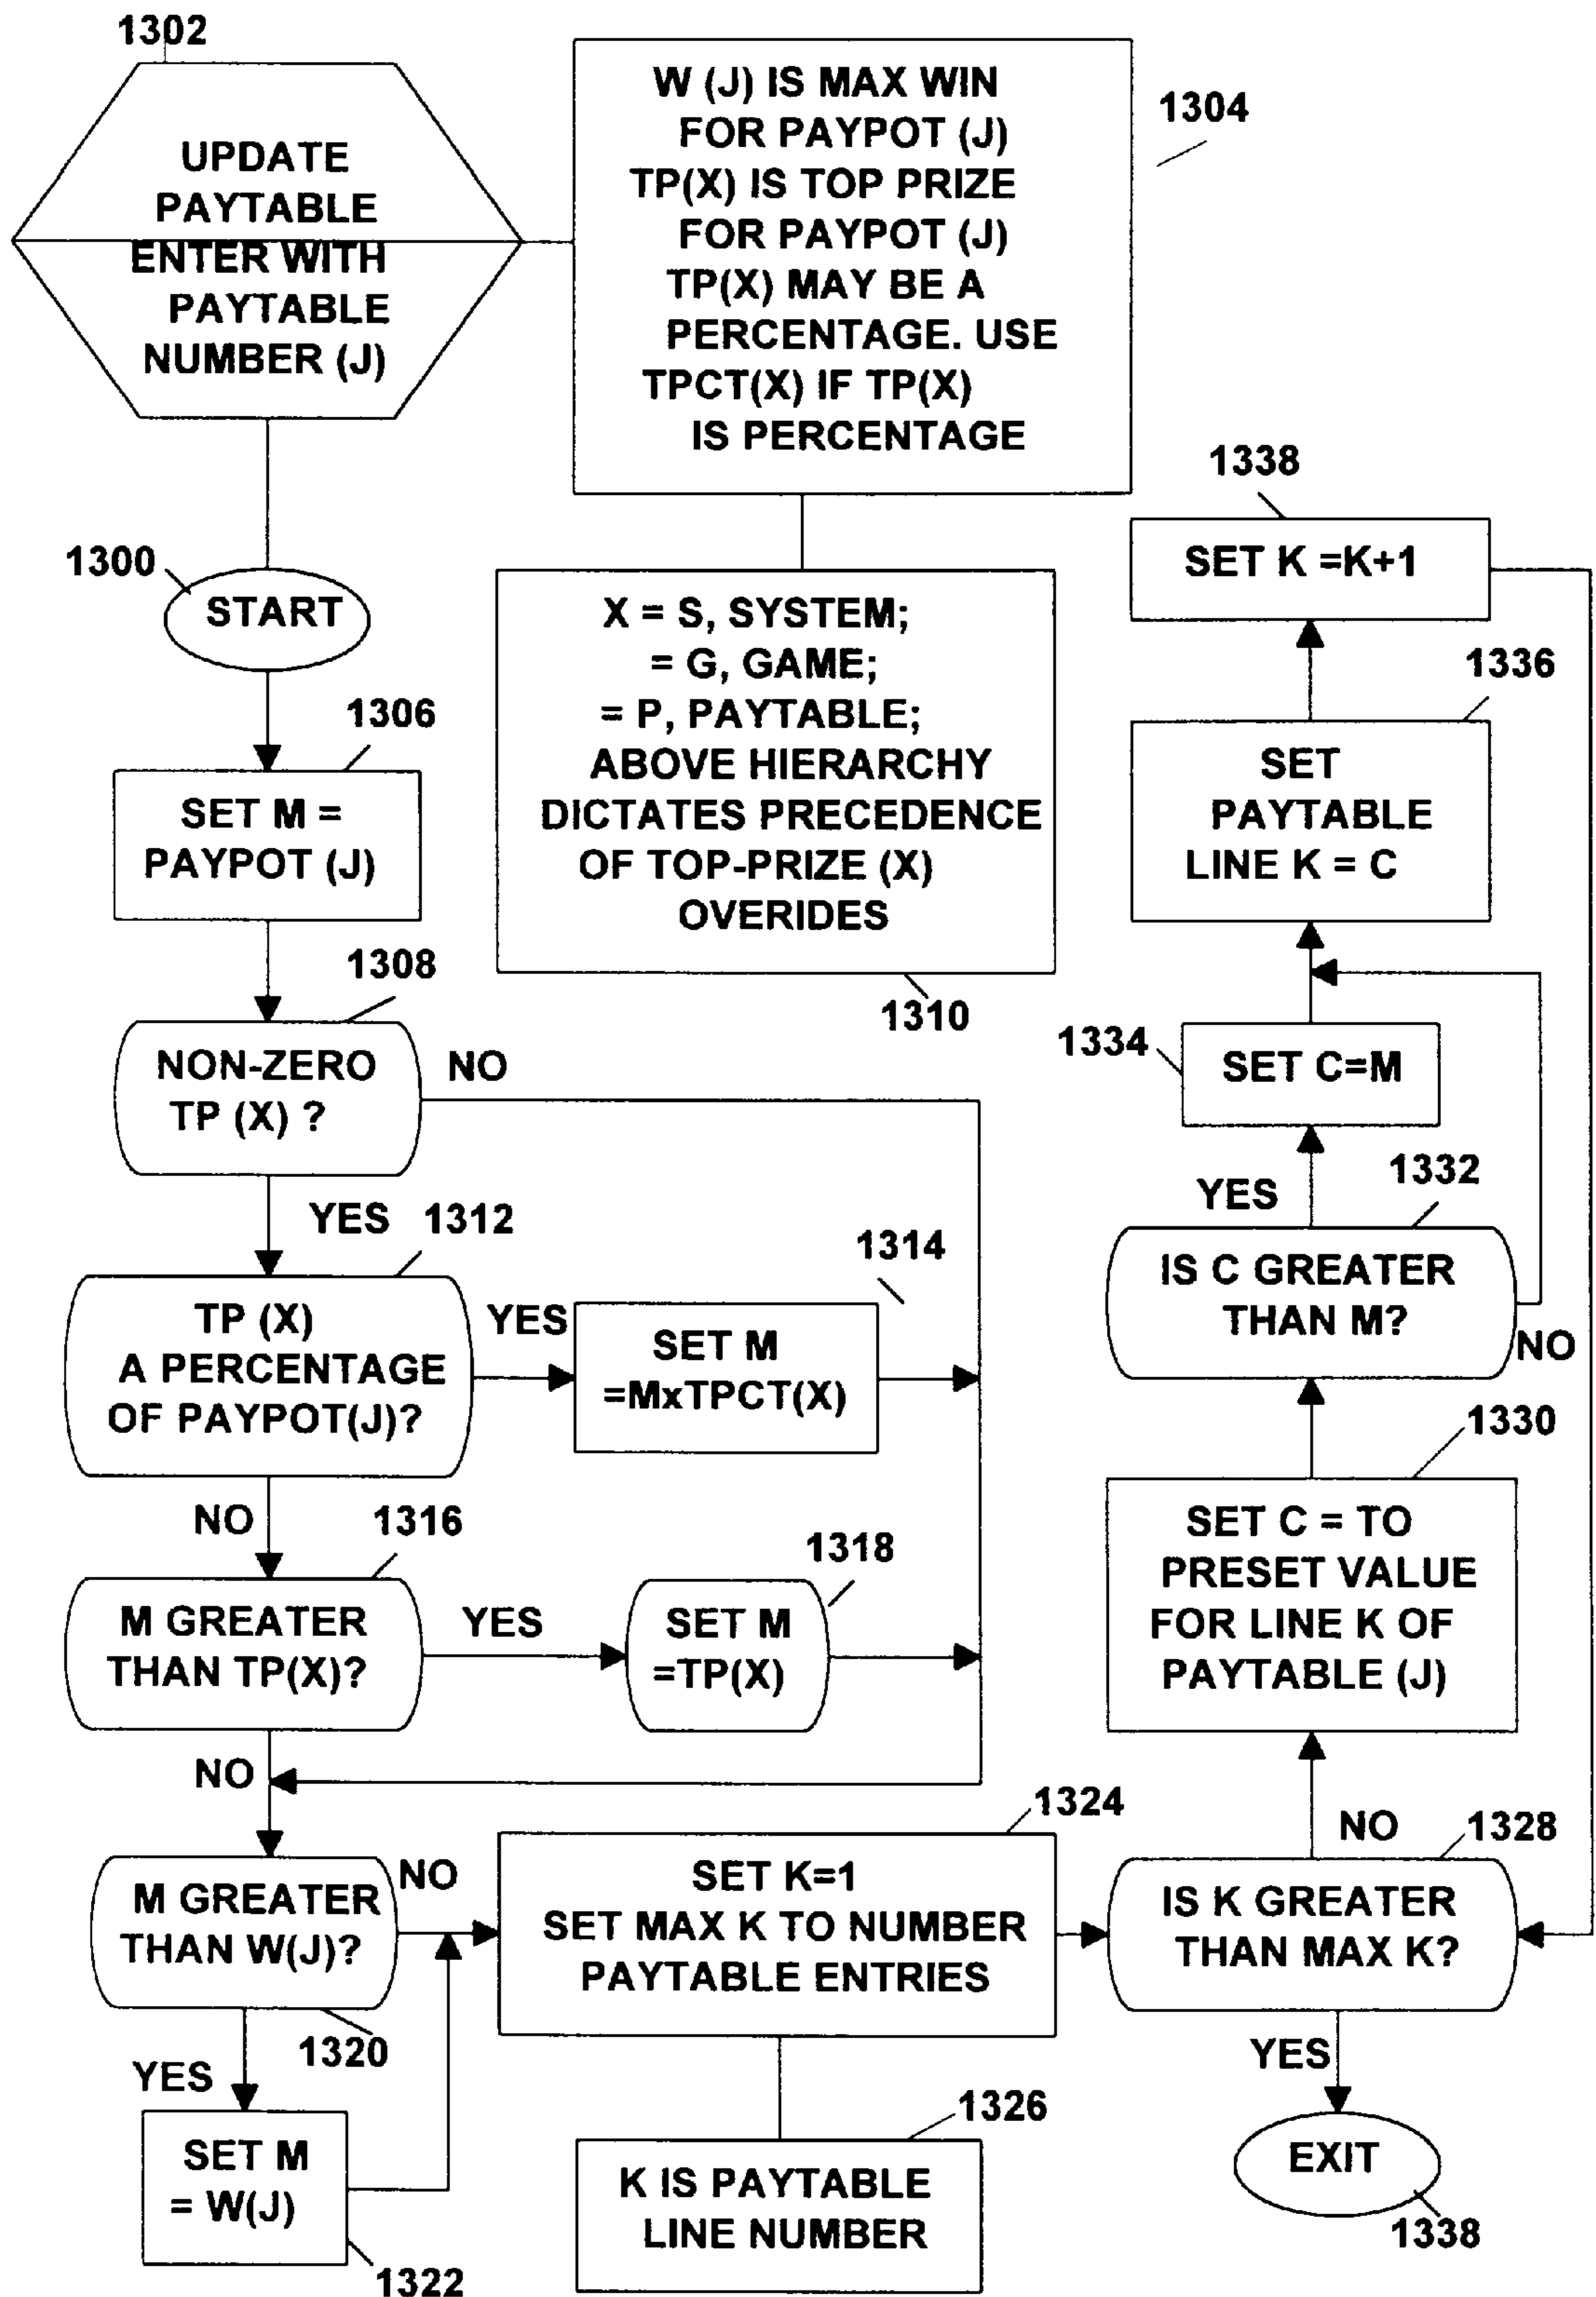 1302
UPDATE
PAYTABLE
ENTER WITH
PAYTABLE
NUMBER (J)
W (J) IS MAX WIN
FOR PAYPOT (J)
TP(X) IS TOP PRIZE
FOR PAYPOT (J)
TP(X) MAY BE A
PERCENTAGE. USE
TPCT(X) IF TP(X)
IS PERCENTAGE
1304
1300
START
X = S, SYSTEM;
= G, GAME;
= P, PAYTABLE;
ABOVE HIERARCHY
DICTATES PRECEDENCE
OF TOP-PRIZE (X)
OVERIDES
1310
1306
SET M =
PAYPOT (J)
1308
NON-ZERO
TP (X) ?
NO
YES
1312
TP (X)
A PERCENTAGE
OF PAYPOT(J)?
YES
1314
SET M
=MxTPCT(X)
NO
1316
M GREATER
THAN TP(X)?
YES
1318
SET M
=TP(X)
NO
M GREATER
THAN W(J)?
NO
1320
YES
SET M
= W(J)
1322
1324
SET K=1
SET MAX K TO NUMBER
PAYTABLE ENTRIES
1326
K IS PAYTABLE
LINE NUMBER
1338
SET K =K+1
1336
SET
PAYTABLE
LINE K = C
1334
SET C=M
YES
1332
IS C GREATER
THAN M?
NO
1330
SET C = TO
PRESET VALUE
FOR LINE K OF
PAYTABLE (J)
NO
1328
IS K GREATER
THAN MAX K?
YES
EXIT
1338